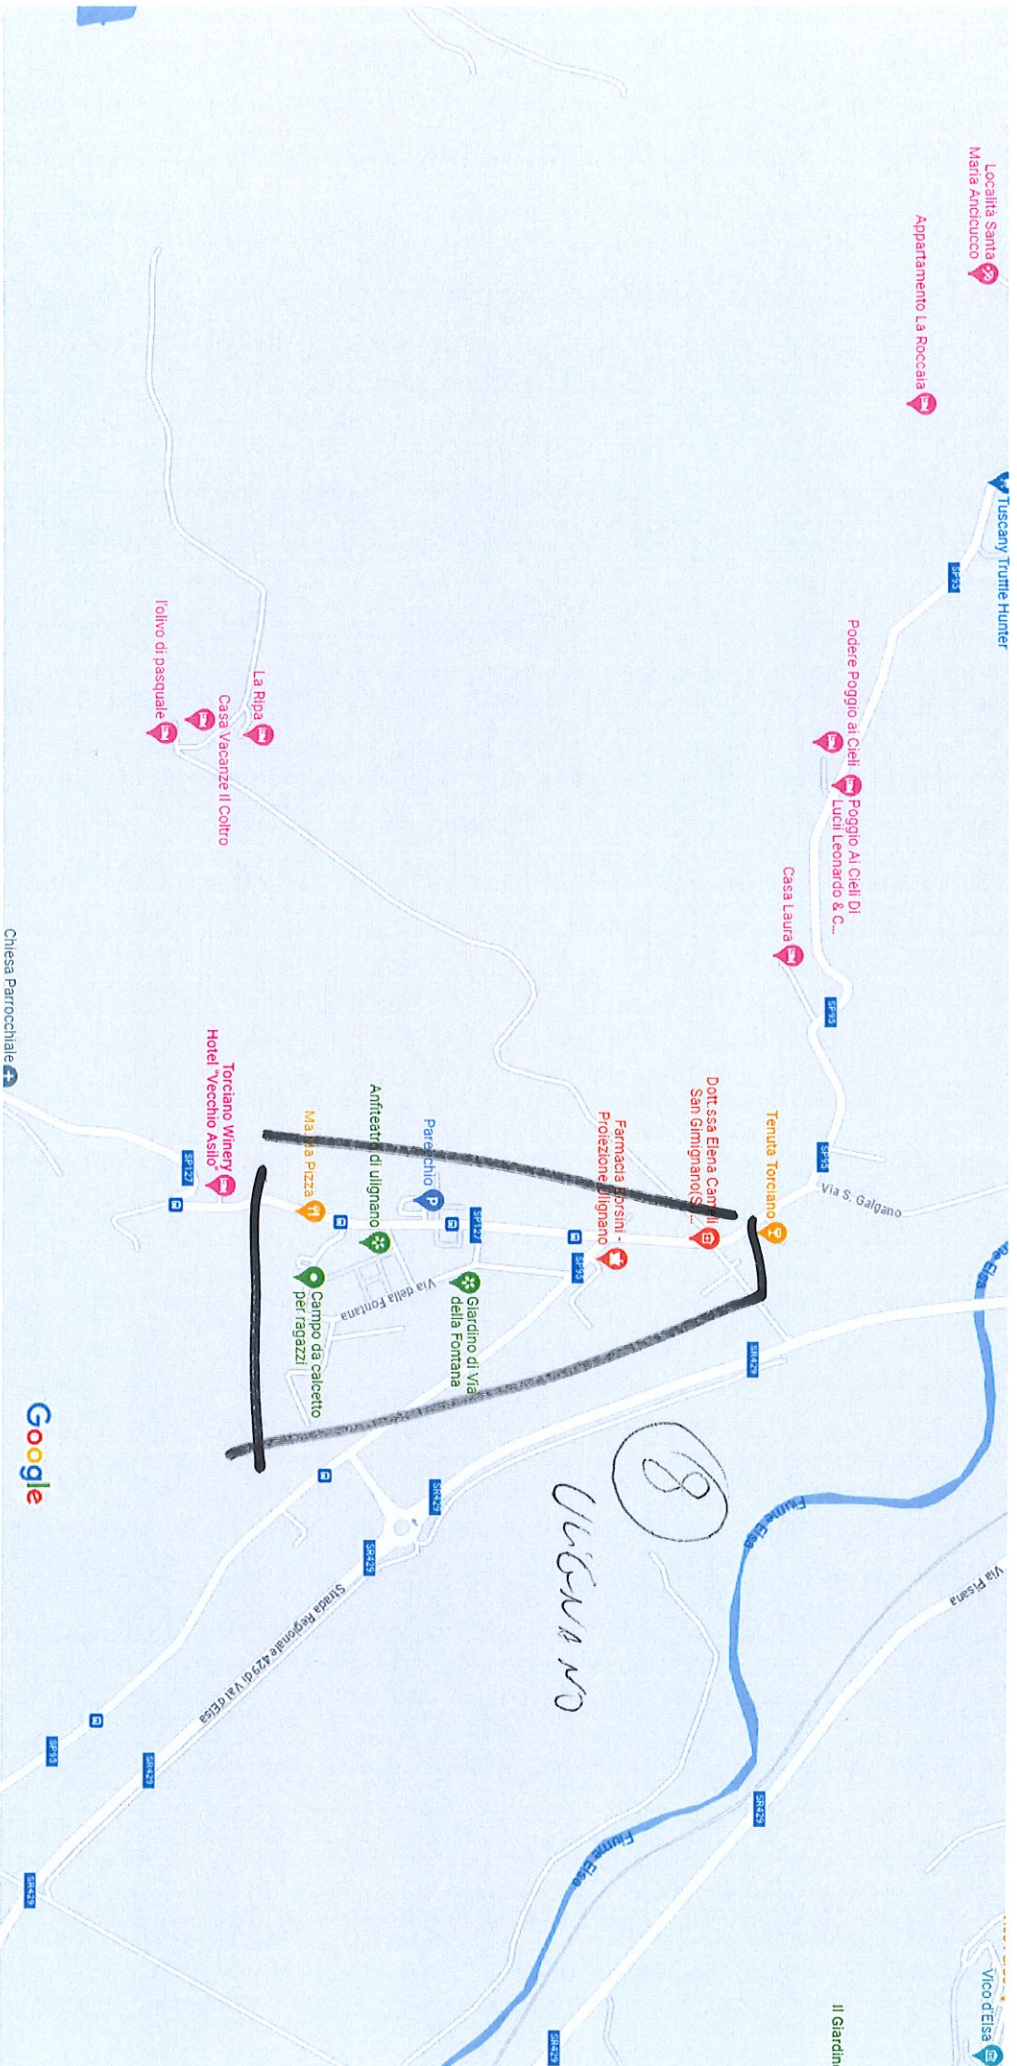 Località Santa
Maria Ancicucco
Appartamento La Roccaia
Tuscany Truffle Hunter
SP95
Podere Poggio ai Cieli
Poggio Ai Cieli Di
Lucii Leonardo & C...
Casa Laura
SP95
l'olivo di pasquale
La Ripa
Casa Vacanze Il Coltro
Chiesa Parrocchiale
Torciano Winery
Hotel "Vecchio Asilo"
SP127
Pizza
Anfiteatro di ulignano
Parcheggio
P
SP127
Farmacia
Proiezione Ulignano
Dott.ssa Elena
San Gimignano(S...
Tenuta Torciano
SP95
Via S. Galgano
SP95
Via della Fontana
Giardino di Via
della Fontana
Campo da calcetto
per ragazzi
SR429
SR429
SR429
Strada Regionale 429 di Val d'Elsa
8
ULIGNANO
Fiume Elsa
Via Pisana
SR429
SP95
SR429
SR429
Fiume Elsa
SR429
Vico d'Elsa
Il Giardin
Google